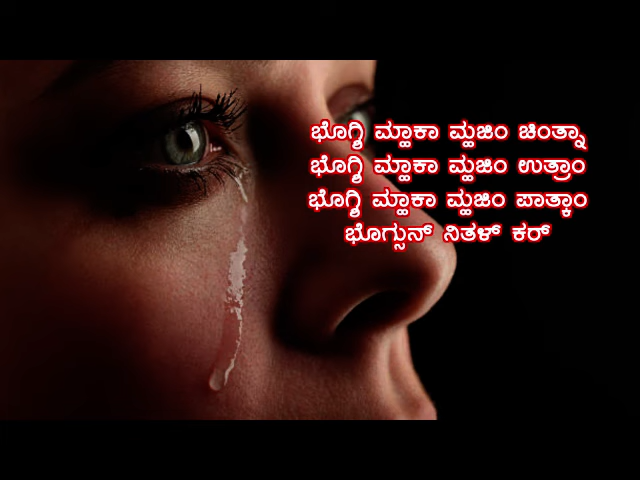 ಭೊಗ್ಶಿ ಮ್ಹಾಕಾ ಮ್ಹಜಿಂ ಚಿಂತ್ನಾ
ಭೊಗ್ಶಿ ಮ್ಹಾಕಾ ಮ್ಹಜಿಂ ಉತ್ರಾಂ
ಭೊಗ್ಶಿ ಮ್ಹಾಕಾ ಮ್ಹಜಿಂ ಪಾತ್ಕಾಂ
ಭೊಗ್ಸುನ್ ನಿತಳ್ ಕರ್